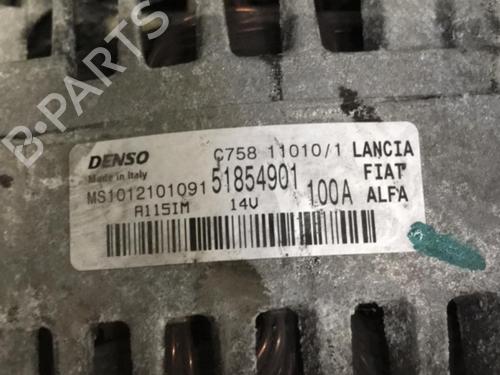 B-PARTS
DENSO C758 11010/1 LANCIA
Made in Italy 51854901 FIAT
MS1012101091 100A ALFA
A115IM 14V